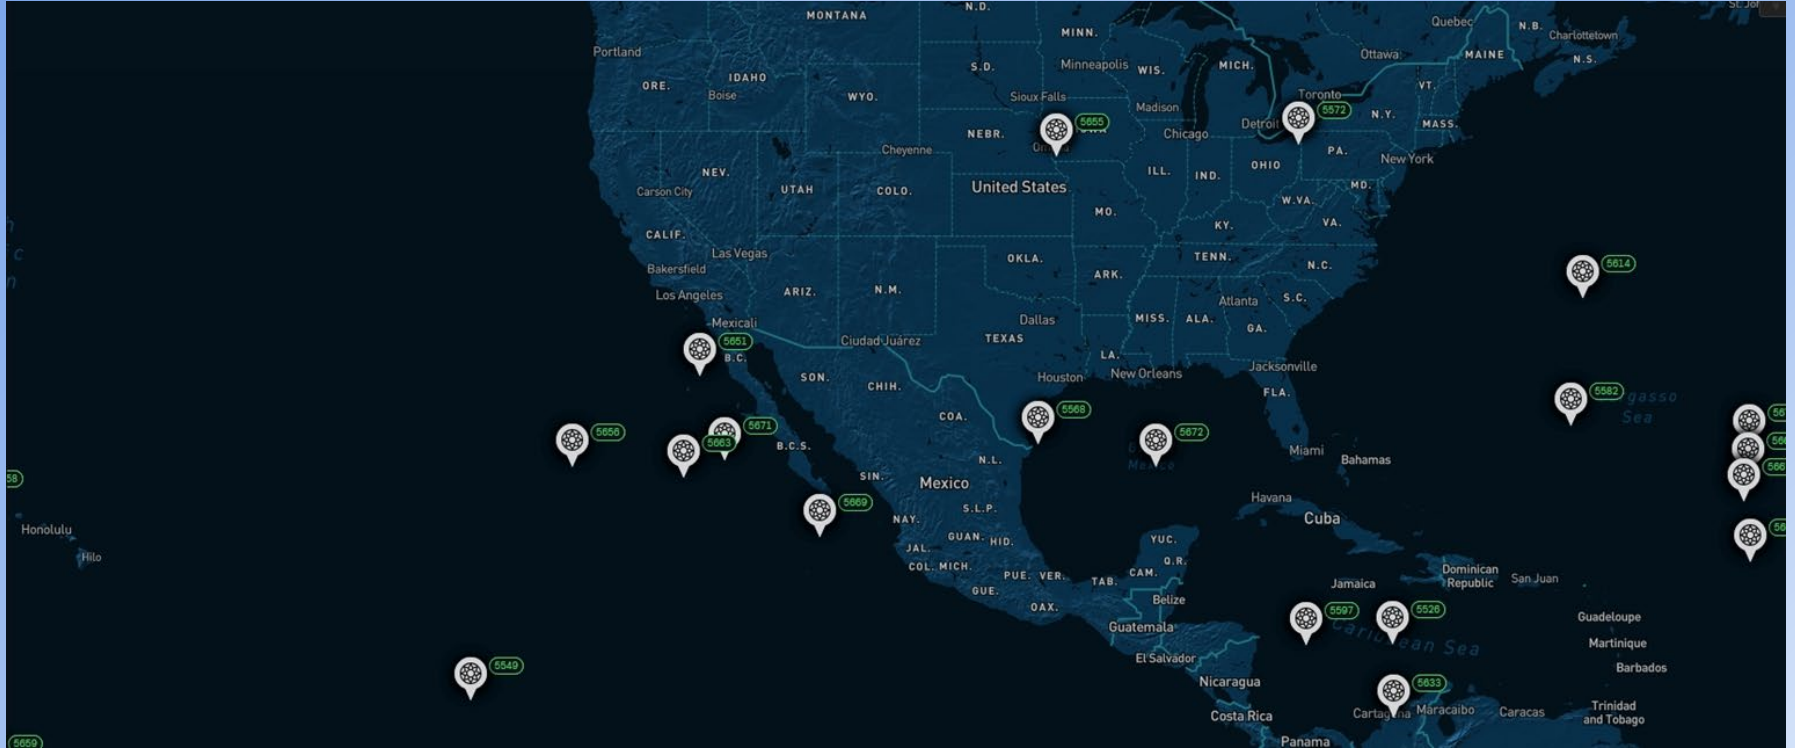 MONTANA
N.D.
Quebec
N.B.
Charlottetown
N.S.
Portland
MINN.
Ottawa
MAINE
IDAHO
S.D.
Minneapolis
WIS.
MICH.
ORE.
Boise
WYO.
Sioux Falls
Madison
Toronto
VT.
5655
5572
N.Y.
MASS.
NEBR.
Chicago
Detroit
Cheyenne
PA.
New York
NEV.
UTAH
COLO.
United States
ILL.
IND.
OHIO
MD.
Carson City
W.VA.
MO.
KY.
VA.
CALIF.
Las Vegas
Bakersfield
OKLA.
TENN.
N.C.
5614
ARK.
Los Angeles
ARIZ.
N.M.
Atlanta
S.C.
Mexicali
Dallas
MISS.
ALA.
GA.
5651
B.C.
Ciudad Juárez
TEXAS
LA.
SON.
CHIH.
Houston
New Orleans
Jacksonville
FLA.
5582
gasso
Sea
COA.
5568
5656
5671
5663
5672
B.C.S.
N.L.
Miami
Bahamas
SIN.
Mexico
5669
Havana
Cuba
Honolulu
NAY.
S.L.P.
Hilo
JAL.
GUAN.
HID.
YUC.
COL.
MICH.
PUE.
VER.
TAB.
CAM.
Q.R.
Dominican
Republic
San Juan
GUE.
OAX.
Belize
Jamaica
5597
5526
Guadeloupe
Guatemala
Caribbean Sea
Martinique
5549
El Salvador
Barbados
Nicaragua
5633
Costa Rica
Maracaibo
Caracas
Trinidad
and Tobago
5659
Panama